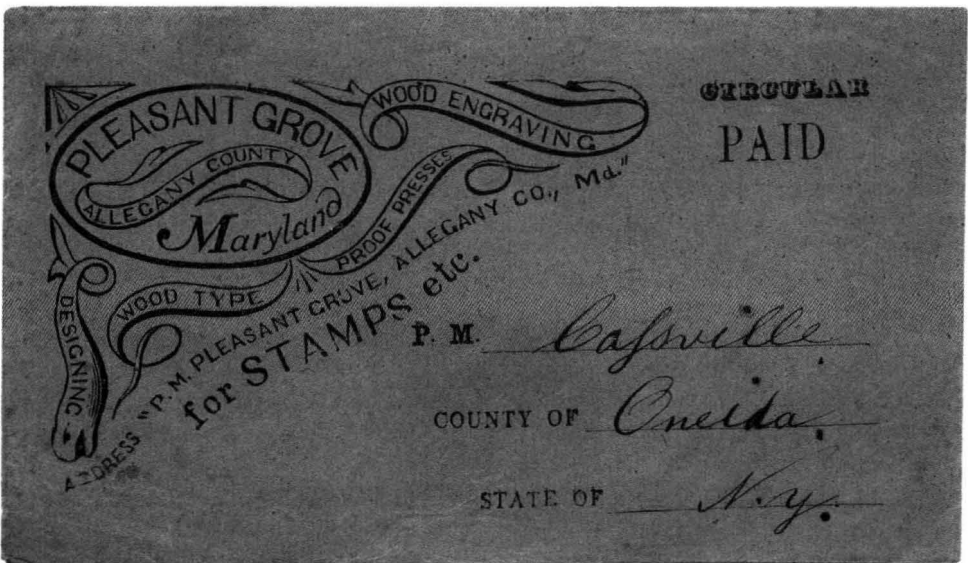 PLEASANT GROVE
ALLEGANY COUNTY
Maryland
WOOD ENGRAVING
PROOF PRESSES
WOOD TYPE
DESIGNING
ADDRESS "P.M. PLEASANT GROVE, ALLEGANY CO., Md."
for STAMPS etc.
CIRCULAR
PAID
P. M. Caſsville
COUNTY OF Oneida.
STATE OF N.y.